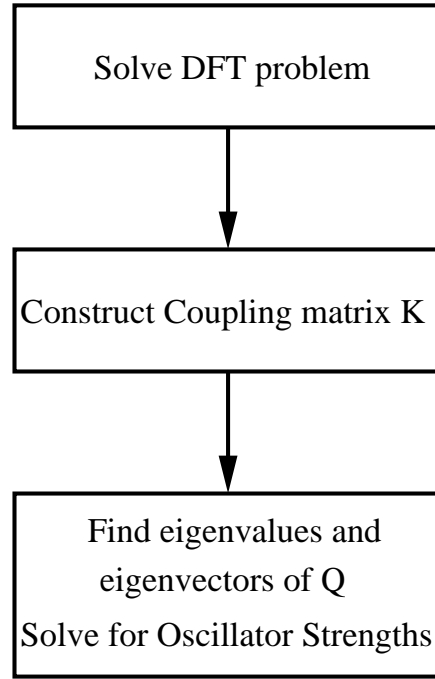 Solve DFT problem
Construct Coupling matrix K
Find eigenvalues and
eigenvectors of Q
Solve for Oscillator Strengths